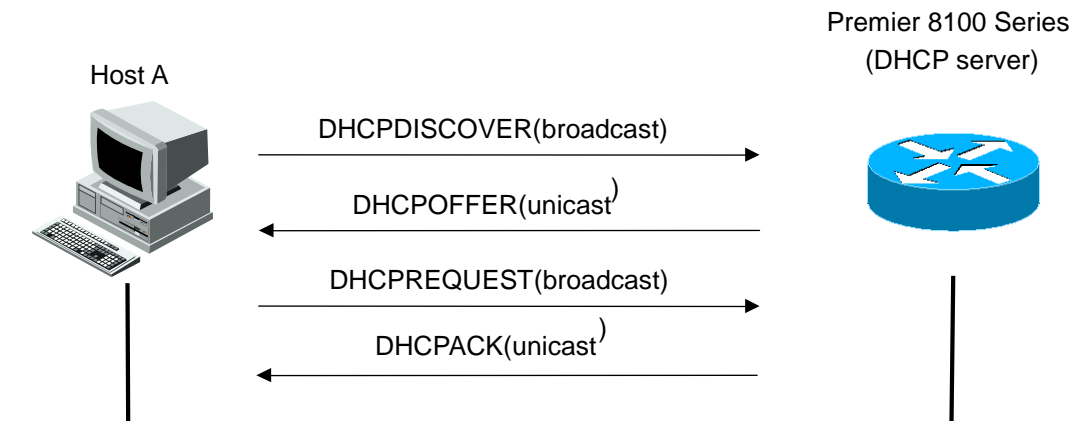 Premier 8100 Series
(DHCP server)
Host A
DHCPDISCOVER(broadcast)
DHCPOFFER(unicast)
DHCPREQUEST(broadcast)
DHCPACK(unicast)